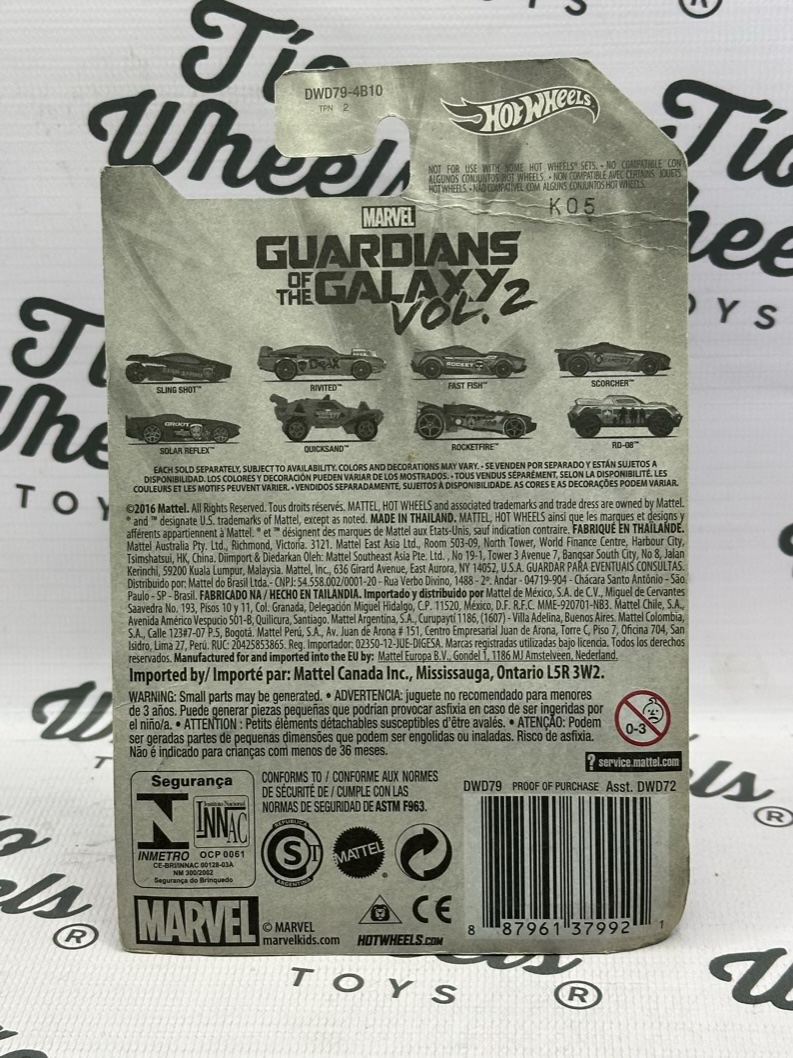 Tío
Wheels
TOYS
®
DWD79-4B10
TPN 2
HOT WHEELS
NOT FOR USE WITH SOME HOT WHEELS® SETS. • NO COMPATIBLE CON
ALGUNOS CONJUNTOS HOT WHEELS. • NON COMPATIBLE AVEC CERTAINS JOUETS
HOT WHEELS. • NÃO COMPATÍVEL COM ALGUNS CONJUNTOS HOT WHEELS.
K05
MARVEL
GUARDIANS
OF THE GALAXY
VOL. 2
DRAX
ROCKET
SLING SHOT™ RIVITED™ FAST FISH™ SCORCHER™
GROOT
SOLAR REFLEX™ QUICKSAND™ ROCKETFIRE™ RD-08™
EACH SOLD SEPARATELY, SUBJECT TO AVAILABILITY. COLORS AND DECORATIONS MAY VARY. • SE VENDEN POR SEPARADO Y ESTÁN SUJETOS A
DISPONIBILIDAD. LOS COLORES Y DECORACIÓN PUEDEN VARIAR DE LOS MOSTRADOS. • TOUS VENDUS SÉPARÉMENT, SELON LA DISPONIBILITÉ. LES
COULEURS ET LES MOTIFS PEUVENT VARIER. • VENDIDOS SEPARADAMENTE, SUJEITOS À DISPONIBILIDADE. AS CORES E AS DECORAÇÕES PODEM VARIAR.
©2016 Mattel. All Rights Reserved. Tous droits réservés. MATTEL, HOT WHEELS and associated trademarks and trade dress are owned by Mattel.
® and ™ designate U.S. trademarks of Mattel, except as noted. MADE IN THAILAND. MATTEL, HOT WHEELS ainsi que les marques et designs y
afférents appartiennent à Mattel. ® et ™ désignent des marques de Mattel aux États-Unis, sauf indication contraire. FABRIQUÉ EN THAÏLANDE.
Mattel Australia Pty. Ltd., Richmond, Victoria. 3121. Mattel East Asia Ltd., Room 503-09, North Tower, World Finance Centre, Harbour City,
Tsimshatsui, HK, China. Diimport & Diedarkan Oleh: Mattel Southeast Asia Pte. Ltd., No 19-1, Tower 3 Avenue 7, Bangsar South City, No 8, Jalan
Kerinchi, 59200 Kuala Lumpur, Malaysia. Mattel, Inc., 636 Girard Avenue, East Aurora, NY 14052, U.S.A. GUARDAR PARA EVENTUAIS CONSULTAS.
Distribuido por: Mattel do Brasil Ltda.- CNPJ: 54.558.002/0001-20 - Rua Verbo Divino, 1488 - 2º. Andar - 04719-904 - Chácara Santo Antônio - São
Paulo - SP - Brasil. FABRICADO NA / HECHO EN TAILANDIA. Importado y distribuido por Mattel de México, S.A. de C.V., Miguel de Cervantes
Saavedra No. 193, Pisos 10 y 11, Col. Granada, Delegación Miguel Hidalgo, C.P. 11520, México, D.F. R.F.C. MME-920701-NB3. Mattel Chile, S.A.,
Avenida Américo Vespucio 501-B, Quilicura, Santiago. Mattel Argentina, S.A., Curupaytí 1186, (1607) - Villa Adelina, Buenos Aires. Mattel Colombia,
S.A., Calle 123#7-07 P.5, Bogotá. Mattel Perú, S.A., Av. Juan de Arona # 151, Centro Empresarial Juan de Arona, Torre C, Piso 7, Oficina 704, San
Isidro, Lima 27, Perú. RUC: 20425853865. Reg. Importador: 02350-12-JUE-DIGESA. Marcas registradas utilizadas bajo licencia. Todos los derechos
reservados. Manufactured for and imported into the EU by: Mattel Europa B.V., Gondel 1, 1186 MJ Amstelveen, Nederland.
Imported by/ Importé par: Mattel Canada Inc., Mississauga, Ontario L5R 3W2.
WARNING: Small parts may be generated. • ADVERTENCIA: juguete no recomendado para menores
de 3 años. Puede generar piezas pequeñas que podrían provocar asfixia en caso de ser ingeridas por
el niño/a. • ATTENTION : Petits éléments détachables susceptibles d'être avalés. • ATENÇÃO: Podem
ser geradas partes de pequenas dimensões que podem ser engolidas ou inaladas. Risco de asfixia.
Não é indicado para crianças com menos de 36 meses.
0-3
? service.mattel.com
Segurança
Instituto Nacional
INNAC
INMETRO OCP 0061
CE-BRI/INNAC 00128-03A
NM 300/2002
Segurança do Brinquedo
CONFORMS TO / CONFORME AUX NORMES
DE SÉCURITÉ DE / CUMPLE CON LAS
NORMAS DE SEGURIDAD DE ASTM F963.
REPUBLICA
S
ARGENTINA
MATTEL
DWD79 PROOF OF PURCHASE Asst. DWD72
8 87961 37992 1
MARVEL
© MARVEL
marvelkids.com
HOTWHEELS.COM
CE
TOYS ®